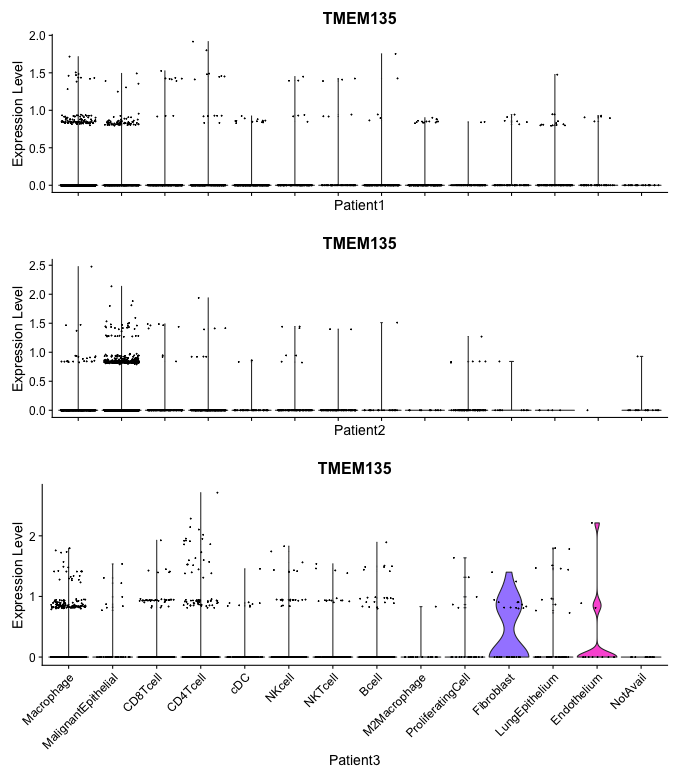 TMEM135
Expression Level
2.0
1.5
1.0
0.5
0.0
Patient1
TMEM135
Expression Level
2.5
2.0
1.5
1.0
0.5
0.0
Patient2
TMEM135
Expression Level
2
1
0
Macrophage
MalignantEpithelial
CD8Tcell
CD4Tcell
cDC
NKcell
NKTcell
Bcell
M2Macrophage
ProliferatingCell
Fibroblast
LungEpithelium
Endothelium
NotAvail
Patient3